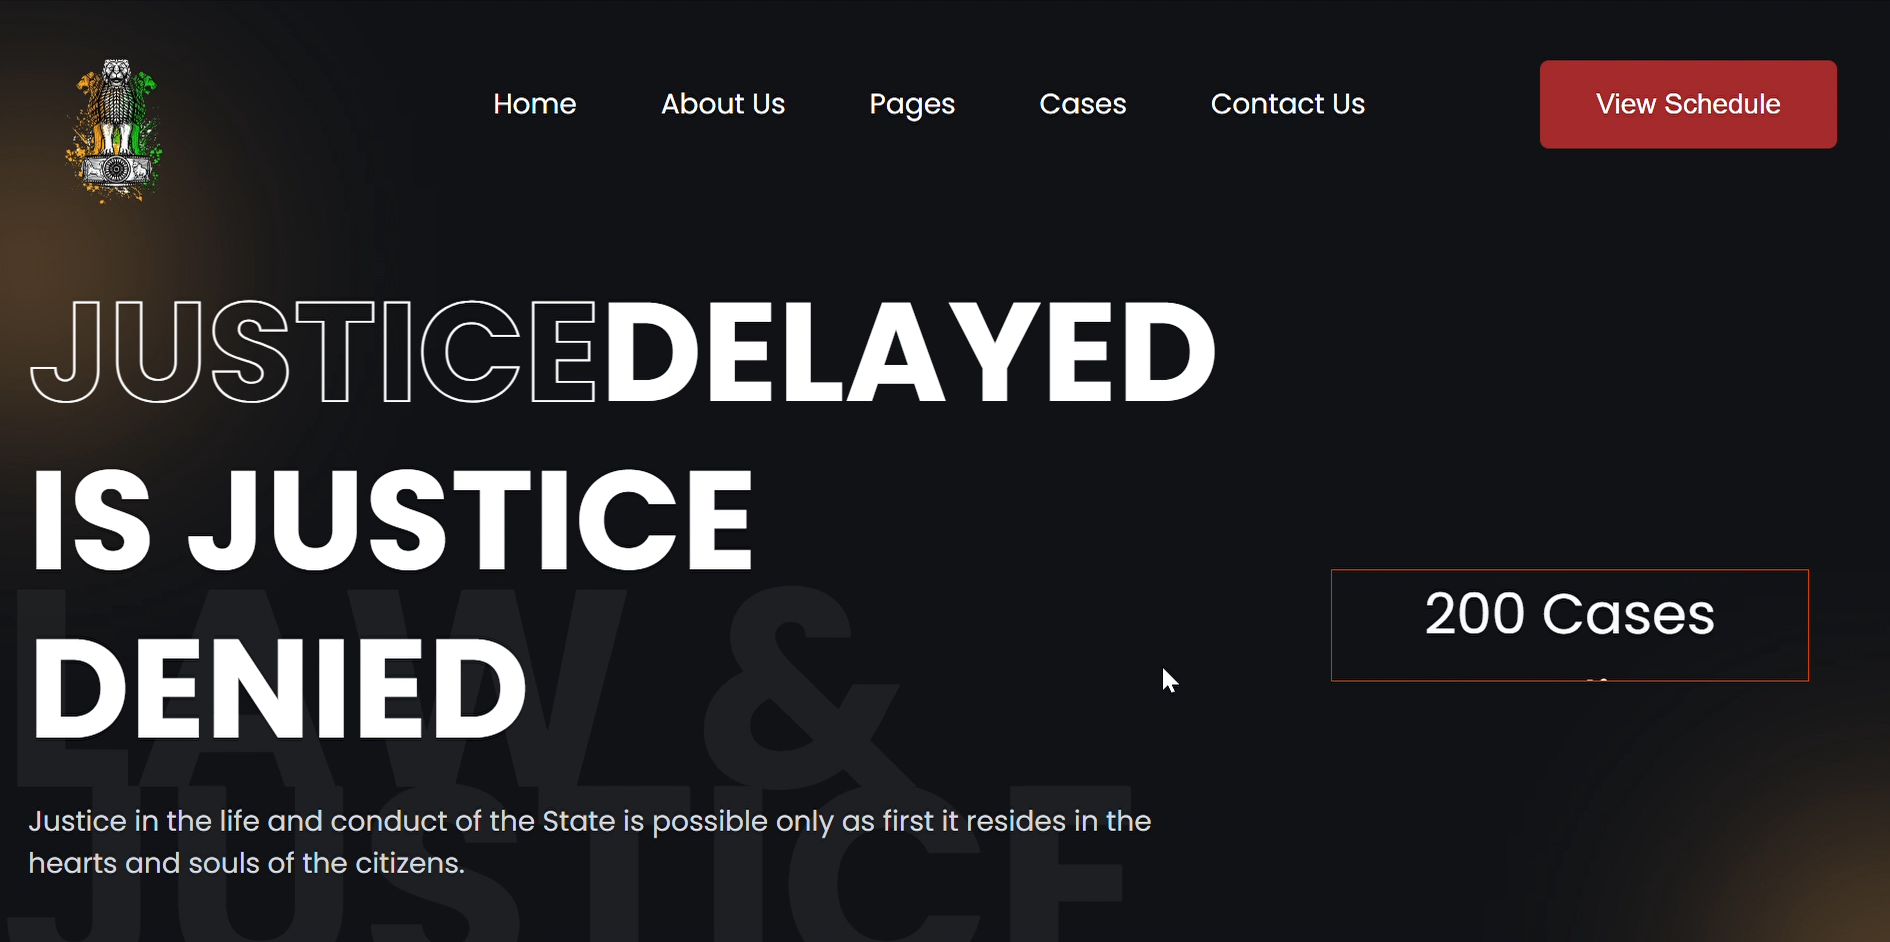 Home About Us Pages Cases Contact Us View Schedule
JUSTICEDELAYED
IS JUSTICE
DENIED
LAW &
JUSTICE
200 Cases
Justice in the life and conduct of the State is possible only as first it resides in the
hearts and souls of the citizens.